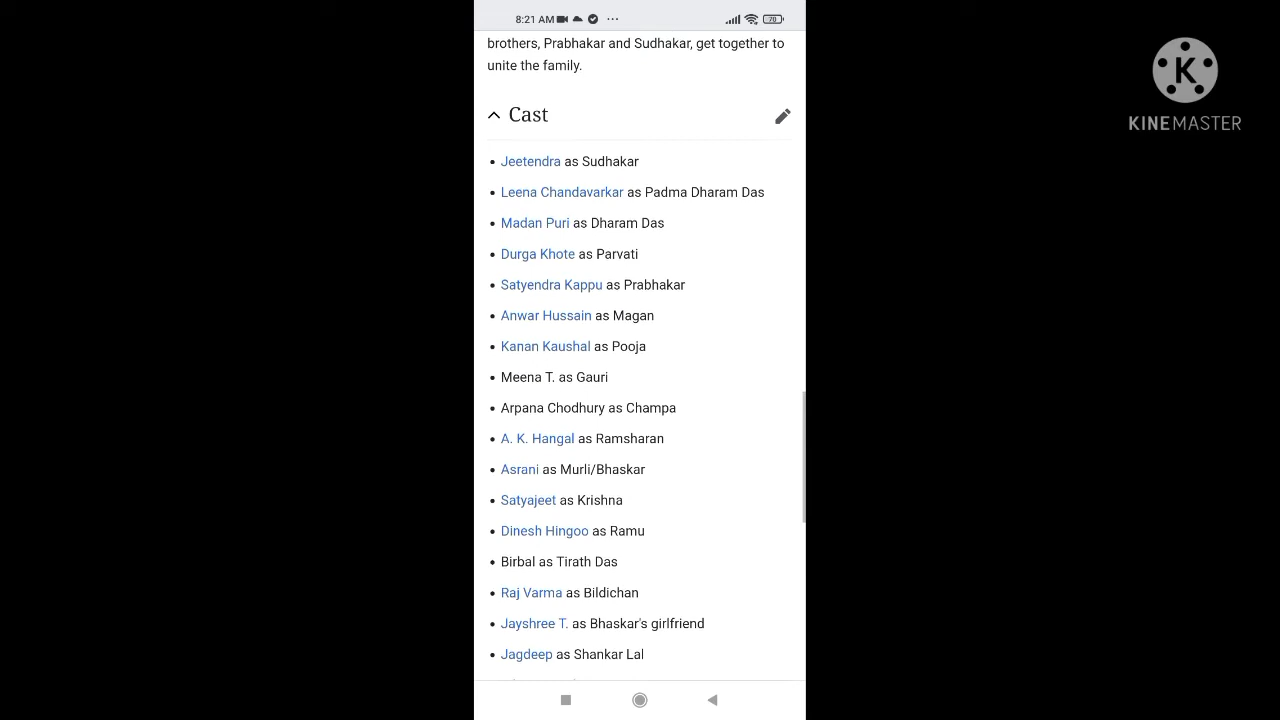 8:21 AM
70
brothers, Prabhakar and Sudhakar, get together to
unite the family.
Cast
• Jeetendra as Sudhakar
• Leena Chandavarkar as Padma Dharam Das
• Madan Puri as Dharam Das
• Durga Khote as Parvati
• Satyendra Kappu as Prabhakar
• Anwar Hussain as Magan
• Kanan Kaushal as Pooja
• Meena T. as Gauri
• Arpana Chodhury as Champa
• A. K. Hangal as Ramsharan
• Asrani as Murli/Bhaskar
• Satyajeet as Krishna
• Dinesh Hingoo as Ramu
• Birbal as Tirath Das
• Raj Varma as Bildichan
• Jayshree T. as Bhaskar's girlfriend
• Jagdeep as Shankar Lal
K
KINEMASTER